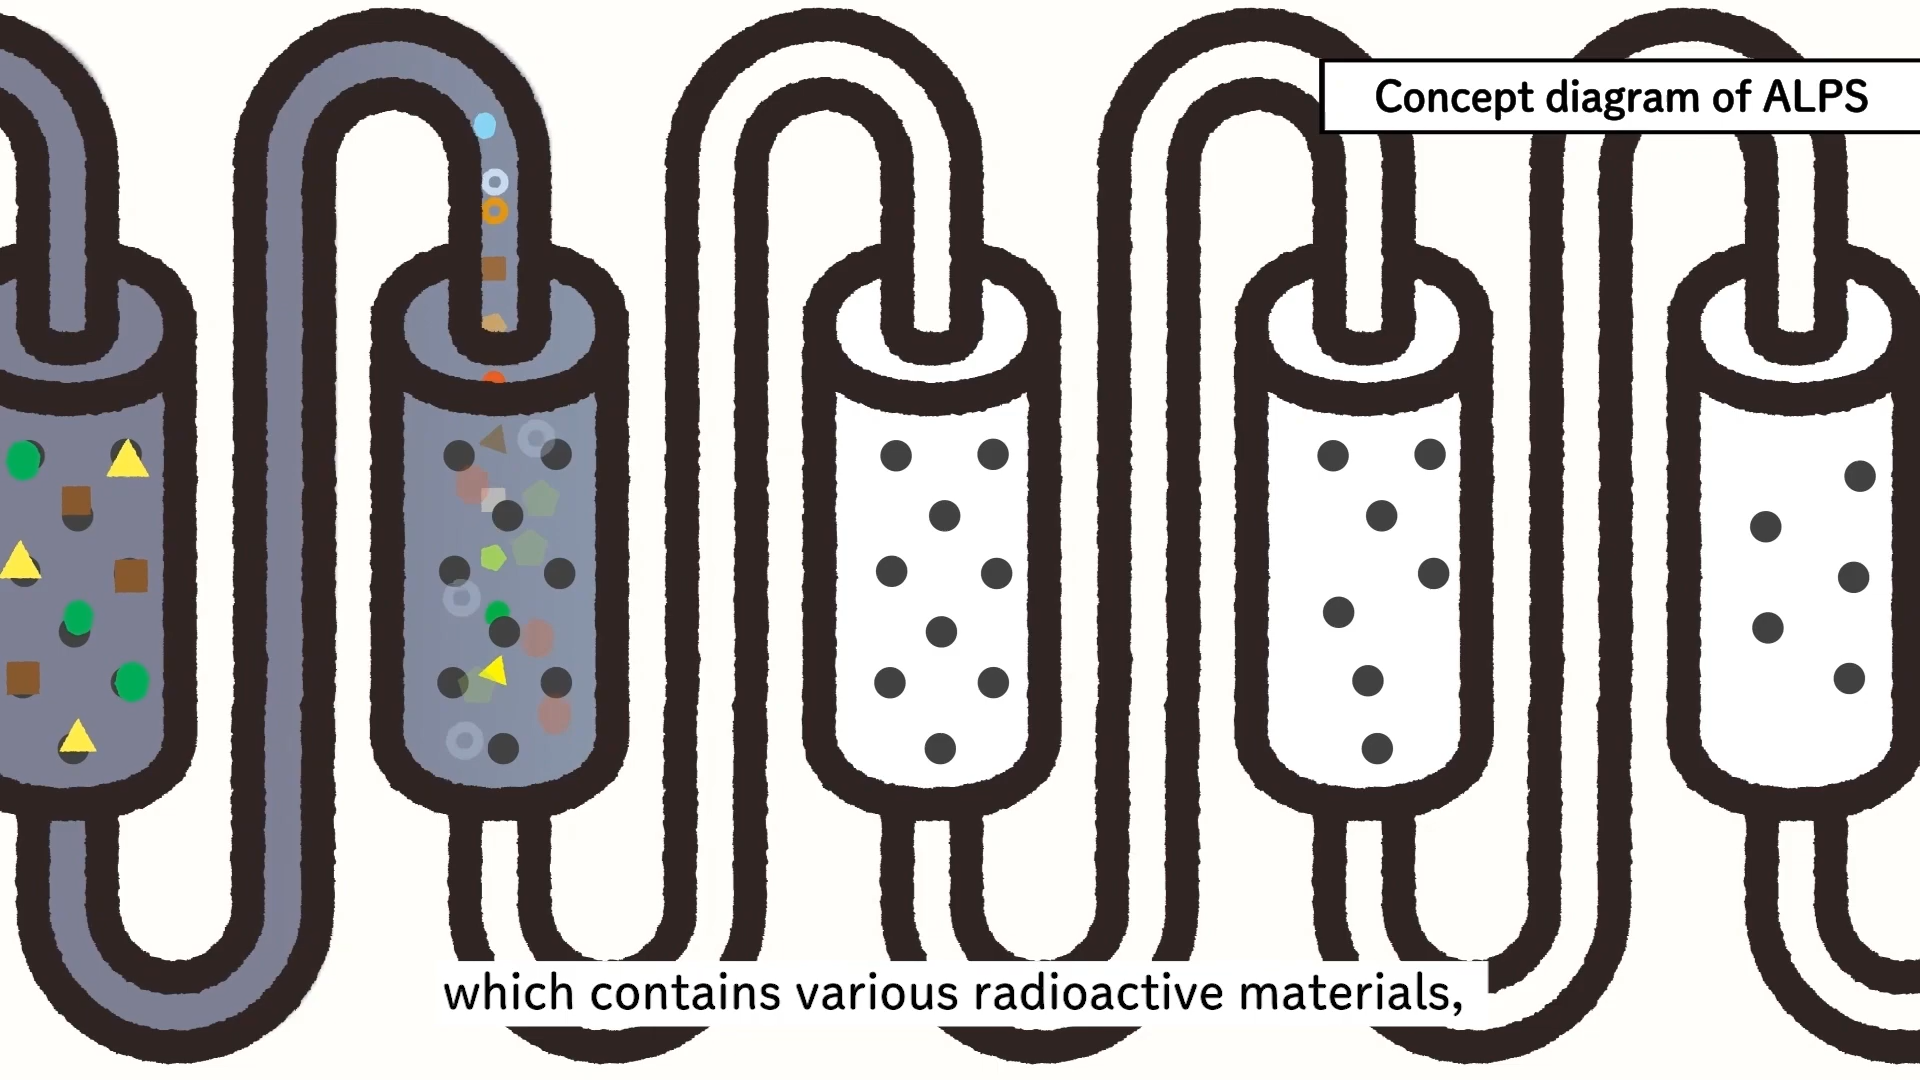 Concept diagram of ALPS
which contains various radioactive materials,